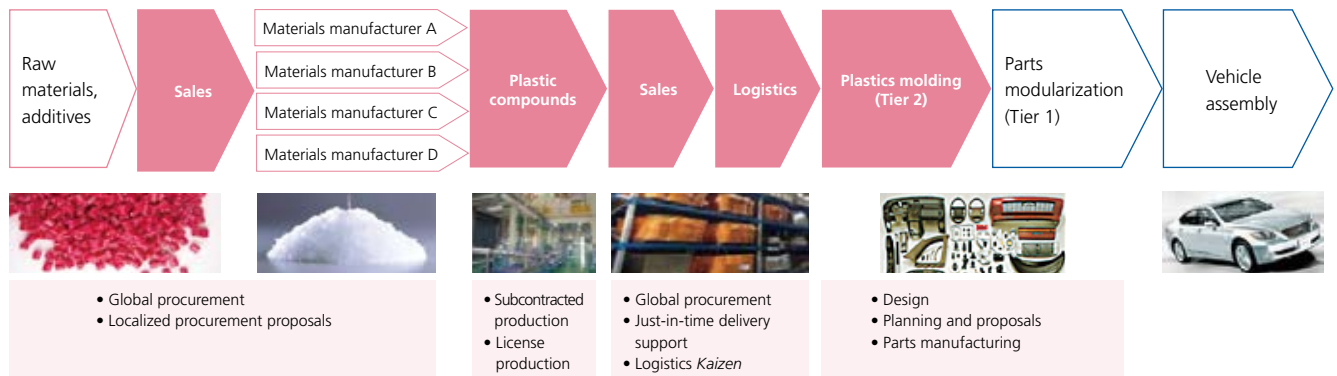 Raw
materials,
additives
Sales
Materials manufacturer A
Materials manufacturer B
Materials manufacturer C
Materials manufacturer D
Plastic
compounds
Sales
Logistics
Plastics molding
(Tier 2)
Parts
modularization
(Tier 1)
Vehicle
assembly
• Global procurement
• Localized procurement proposals
• Subcontracted
production
• License
production
• Global procurement
• Just-in-time delivery
support
• Logistics Kaizen
• Design
• Planning and proposals
• Parts manufacturing